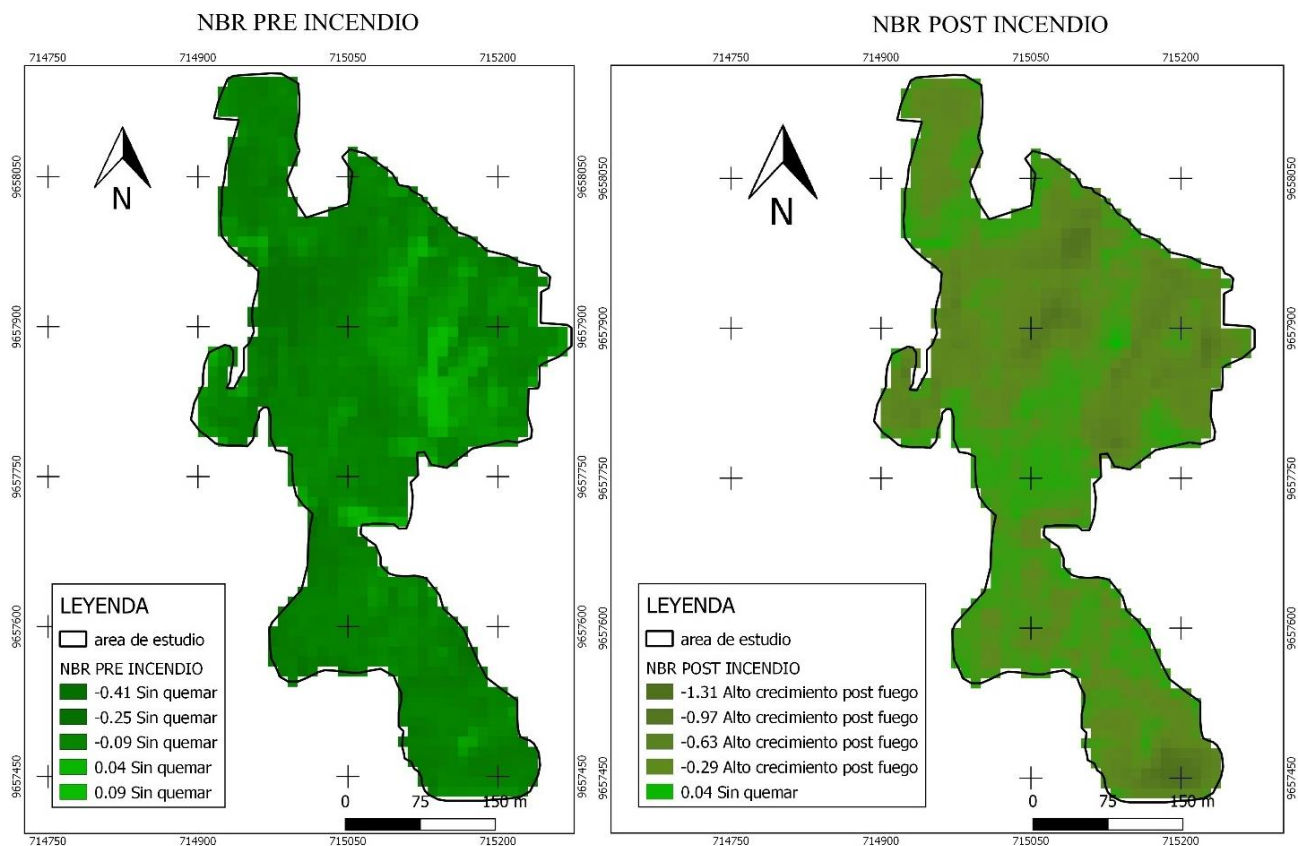 NBR PRE INCENDIO
714750 714900 715050 715200
N
9658050 9658050
9657900 9657900
9657750 9657750
9657600 9657600
9657450 9657450
LEYENDA
area de estudio
NBR PRE INCENDIO
-0.41 Sin quemar
-0.25 Sin quemar
-0.09 Sin quemar
0.04 Sin quemar
0.09 Sin quemar
0 75 150 m
714750 714900 715050 715200
NBR POST INCENDIO
714750 714900 715050 715200
N
9658050 9658050
9657900 9657900
9657750 9657750
9657600 9657600
9657450 9657450
LEYENDA
area de estudio
NBR POST INCENDIO
-1.31 Alto crecimiento post fuego
-0.97 Alto crecimiento post fuego
-0.63 Alto crecimiento post fuego
-0.29 Alto crecimiento post fuego
0.04 Sin quemar
0 75 150 m
714750 714900 715050 715200